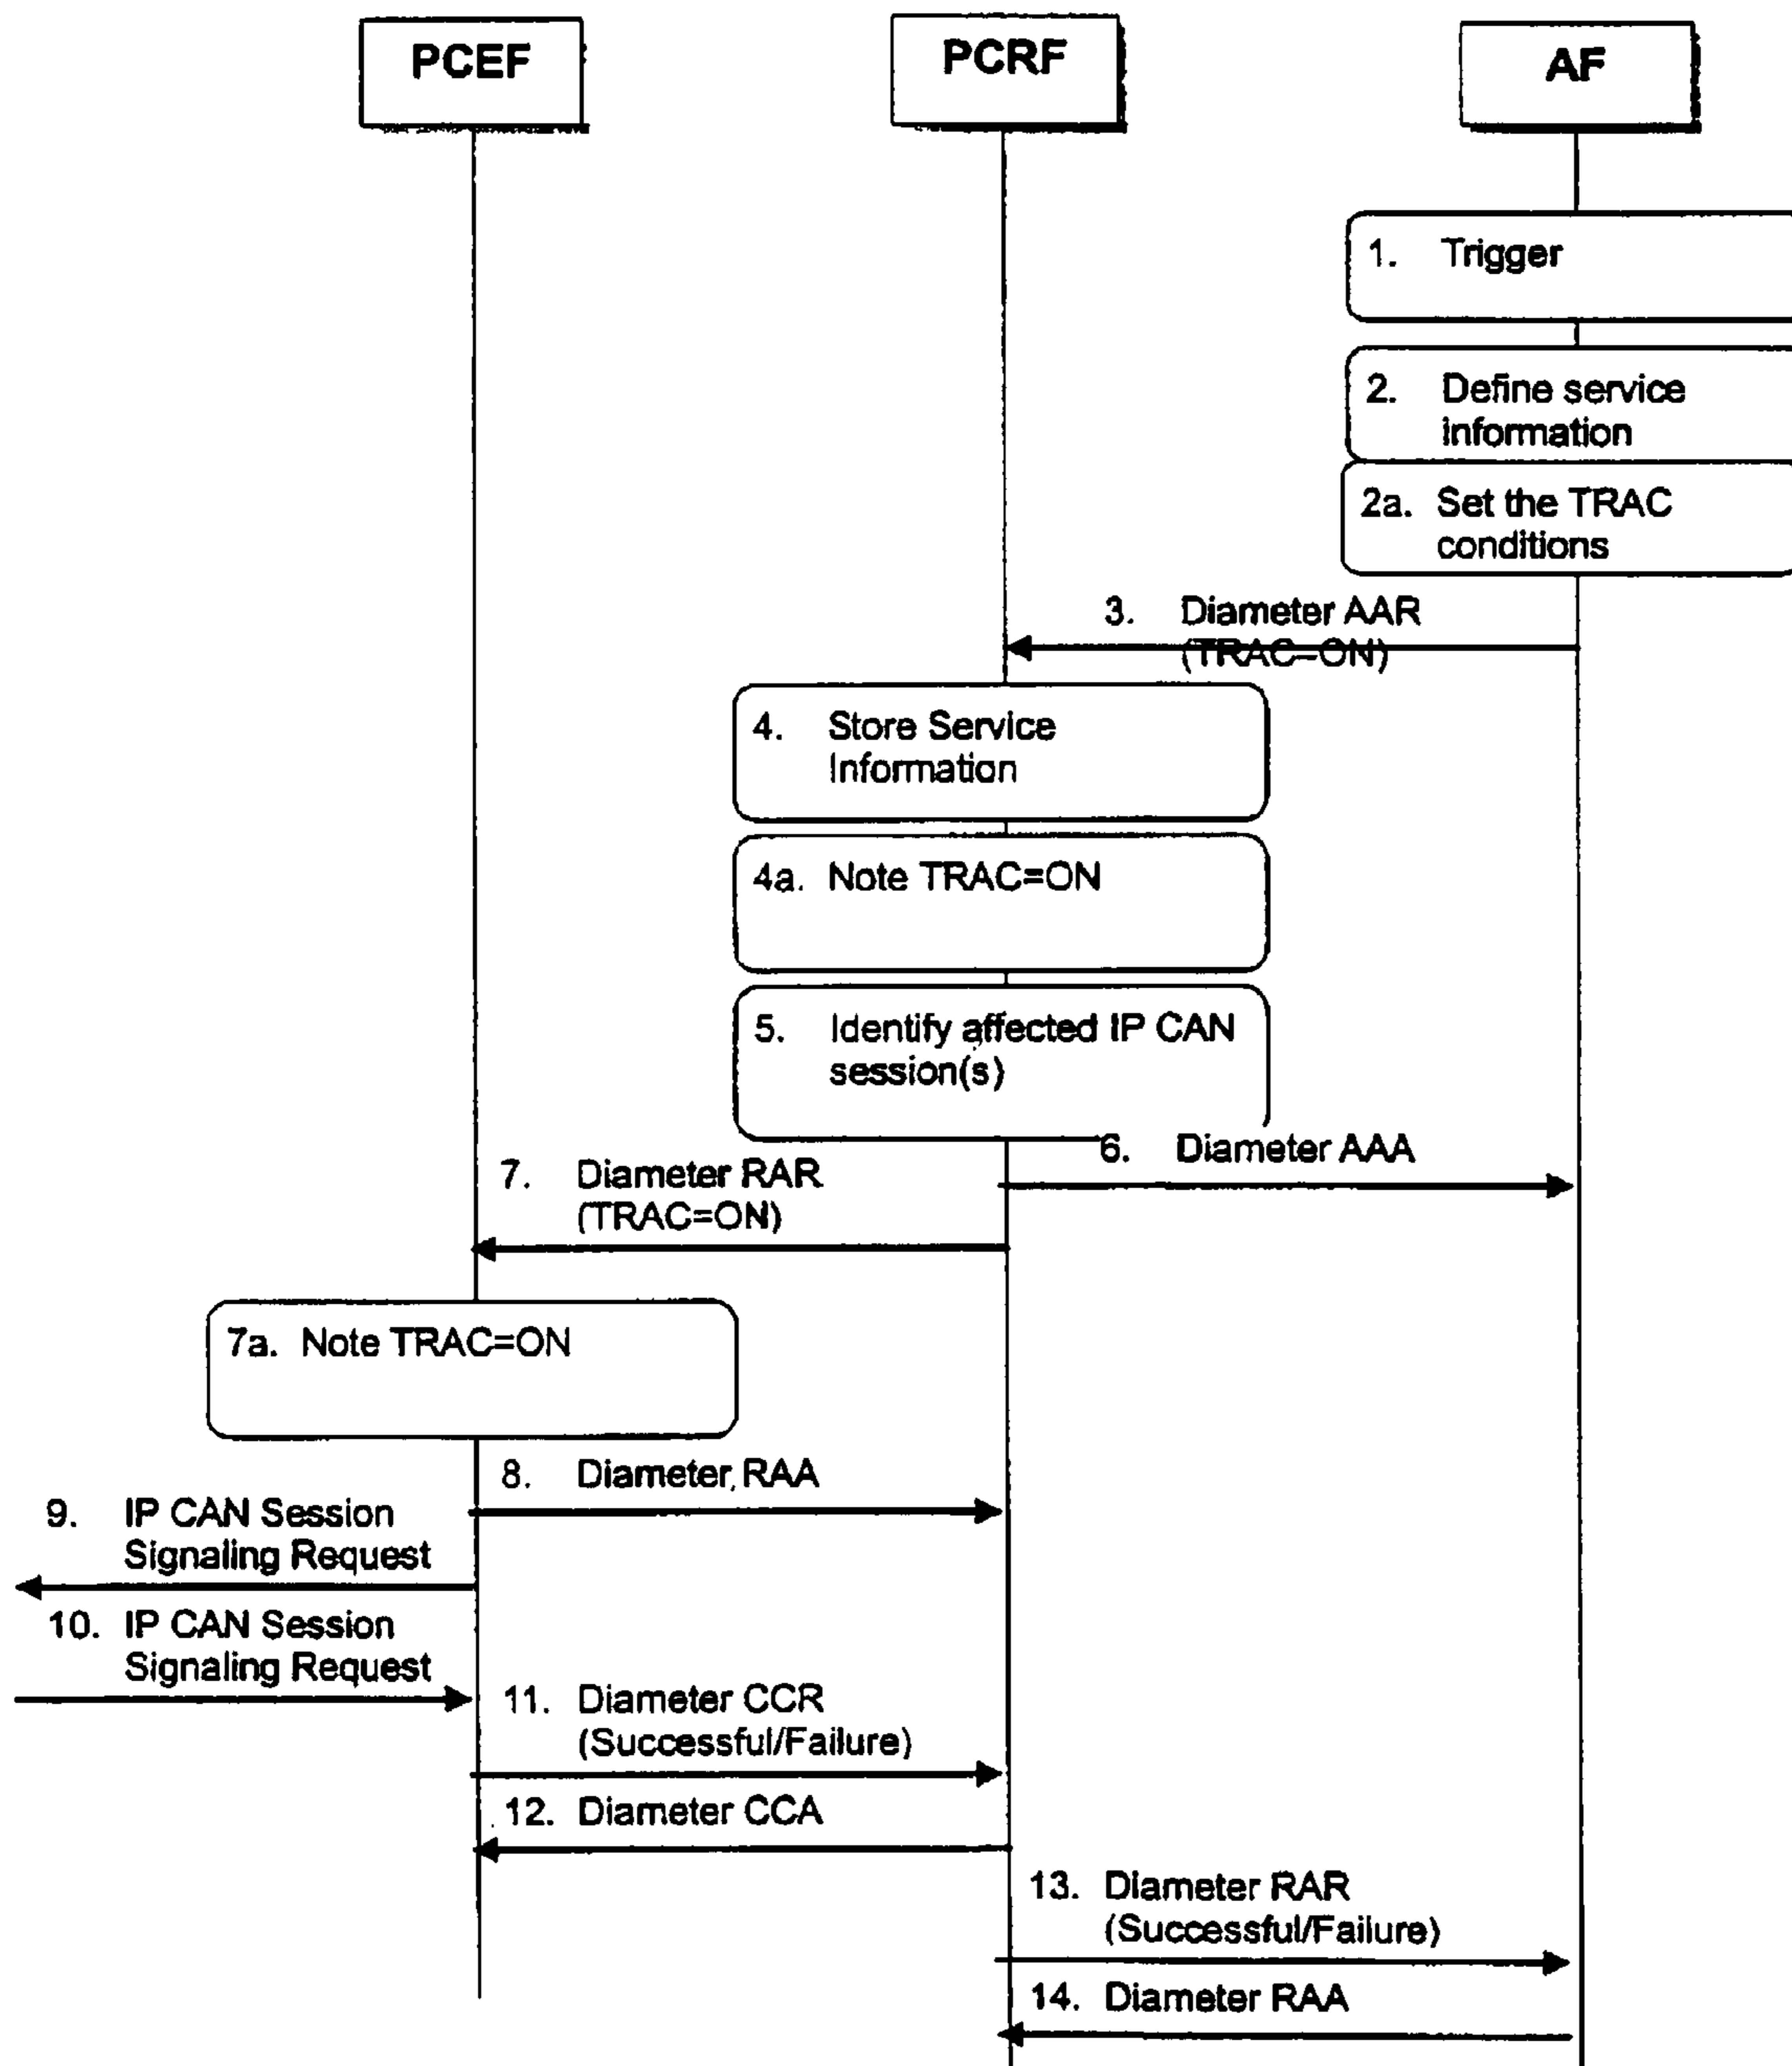 PCEF
PCRF
AF
1. Trigger
2. Define service
information
2a. Set the TRAC
conditions
3. Diameter AAR
(TRAC=ON)
4. Store Service
Information
4a. Note TRAC=ON
5. Identify affected IP CAN
session(s)
6. Diameter AAA
7. Diameter RAR
(TRAC=ON)
7a. Note TRAC=ON
8. Diameter RAA
9. IP CAN Session
Signaling Request
10. IP CAN Session
Signaling Request
11. Diameter CCR
(Successful/Failure)
12. Diameter CCA
13. Diameter RAR
(Successful/Failure)
14. Diameter RAA